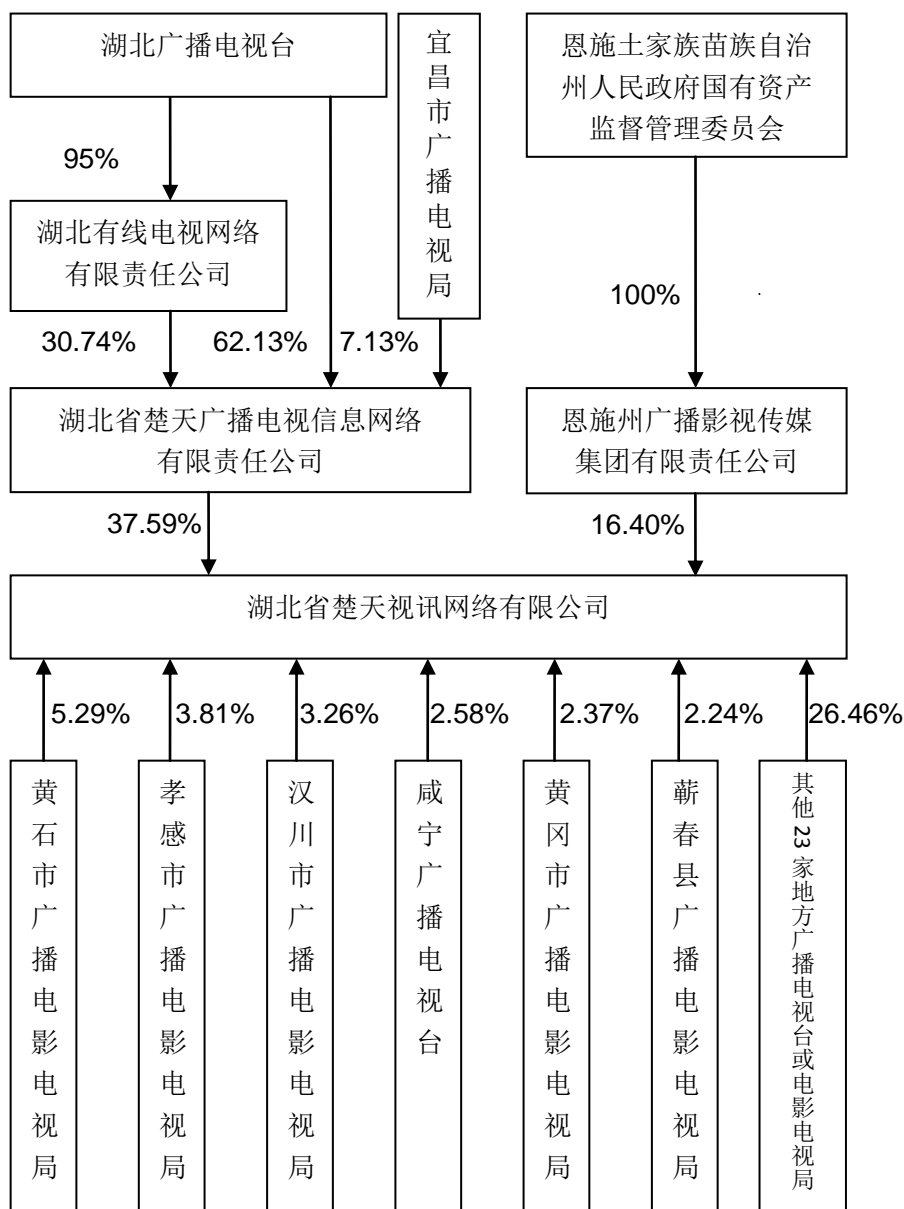 湖北广播电视台
宜昌市广播电视局
恩施土家族苗族自治
州人民政府国有资产
监督管理委员会
95%
湖北有线电视网络
有限责任公司
100%
30.74%
62.13%
7.13%
湖北省楚天广播电视信息网络
有限责任公司
恩施州广播影视传媒
集团有限责任公司
37.59%
16.40%
湖北省楚天视讯网络有限公司
5.29%
3.81%
3.26%
2.58%
2.37%
2.24%
26.46%
黄石市广播电影电视局
孝感市广播电影电视局
汉川市广播电影电视局
咸宁广播电视台
黄冈市广播电影电视局
蕲春县广播电影电视局
其他23家地方广播电视台或电影电视局